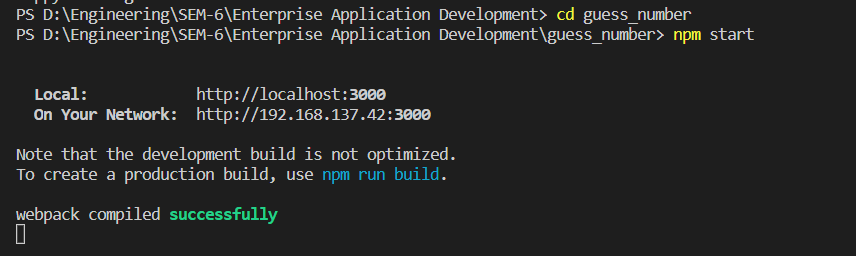 PS D:\Engineering\SEM-6\Enterprise Application Development> cd guess_number
PS D:\Engineering\SEM-6\Enterprise Application Development\guess_number> npm start
Local: http://localhost:3000
On Your Network: http://192.168.137.42:3000
Note that the development build is not optimized.
To create a production build, use npm run build.
webpack compiled successfully